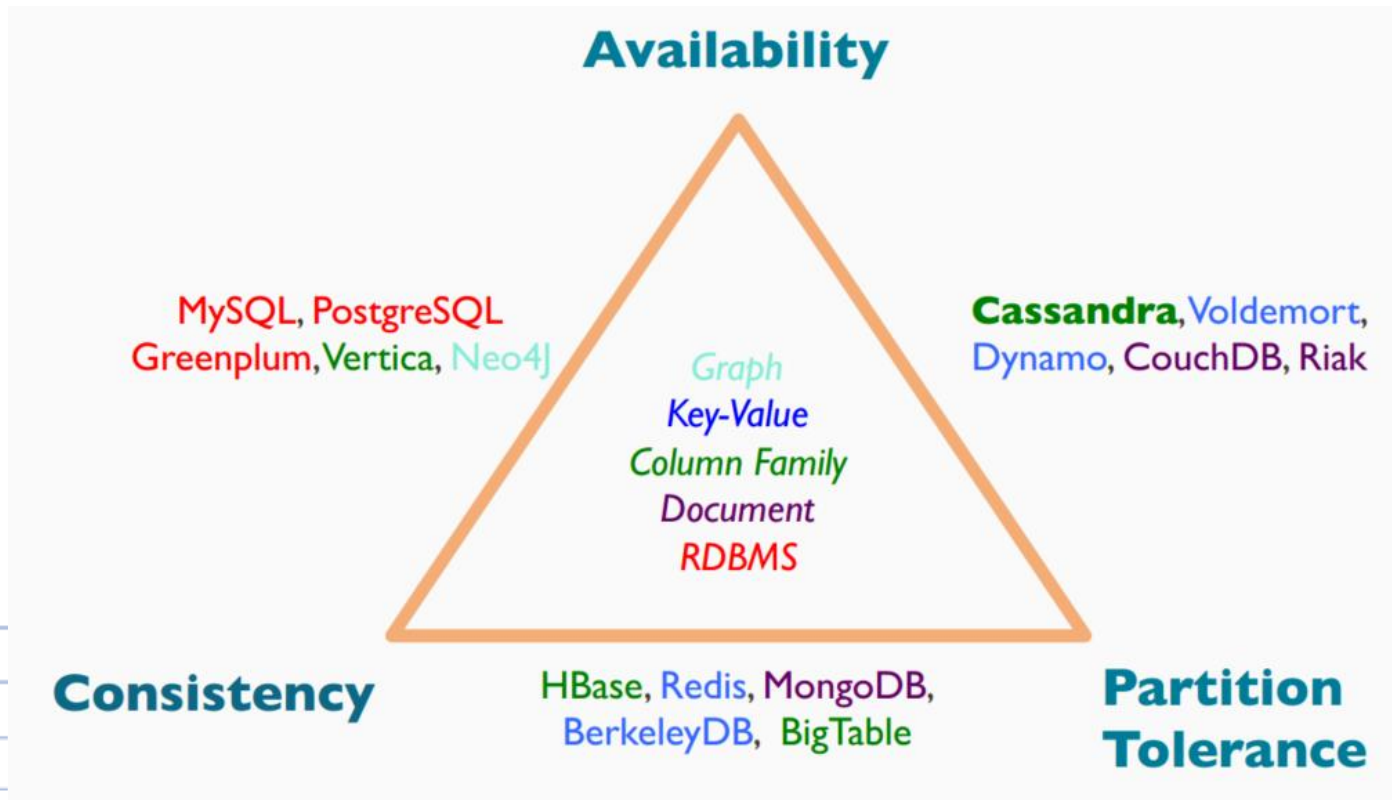 Availability
MySQL, PostgreSQL
Greenplum, Vertica, Neo4J
Cassandra, Voldemort,
Dynamo, CouchDB, Riak
Graph
Key-Value
Column Family
Document
RDBMS
Consistency
HBase, Redis, MongoDB,
BerkeleyDB, BigTable
Partition
Tolerance